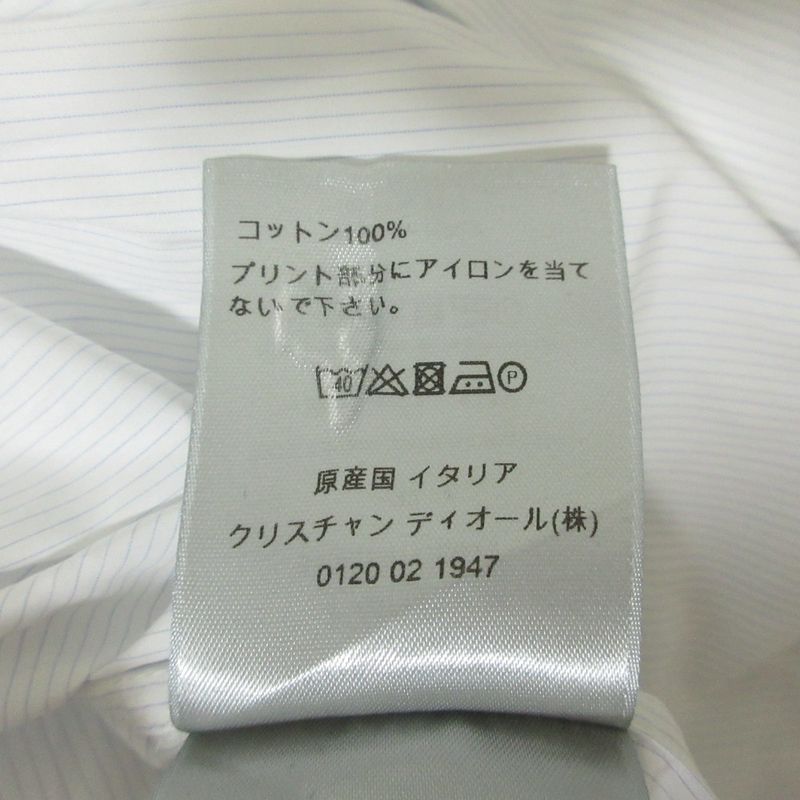 コットン100%
プリント部分にアイロンを当て
ないで下さい。
40 P
原産国 イタリア
クリスチャン ディオール(株)
0120 02 1947